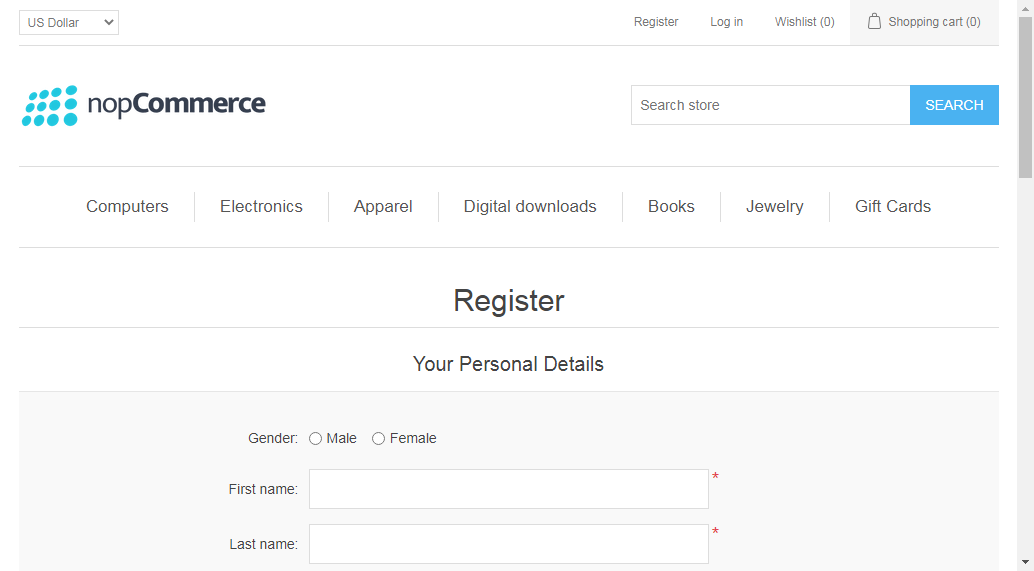 US Dollar Register Log in Wishlist (0) Shopping cart (0)
nopCommerce Search store SEARCH
Computers Electronics Apparel Digital downloads Books Jewelry Gift Cards
Register
Your Personal Details
Gender: Male Female
First name: *
Last name: *